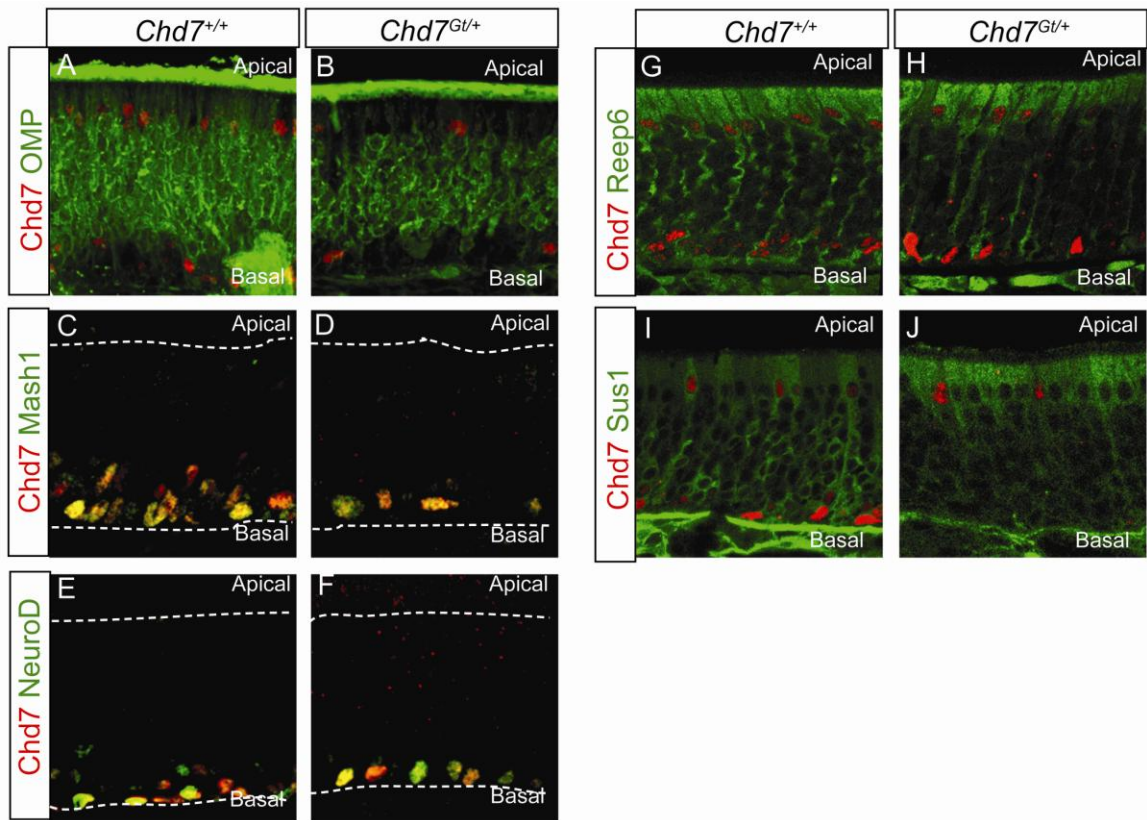 Chd7+/+ Chd7Gt/+
Chd7 OMP
A Apical
Basal
B Apical
Basal
Chd7 Mash1
C Apical
Basal
D Apical
Basal
Chd7 NeuroD
E Apical
Basal
F Apical
Basal
Chd7+/+ Chd7Gt/+
Chd7 Reep6
G Apical
Basal
H Apical
Basal
Chd7 Sus1
I Apical
Basal
J Apical
Basal